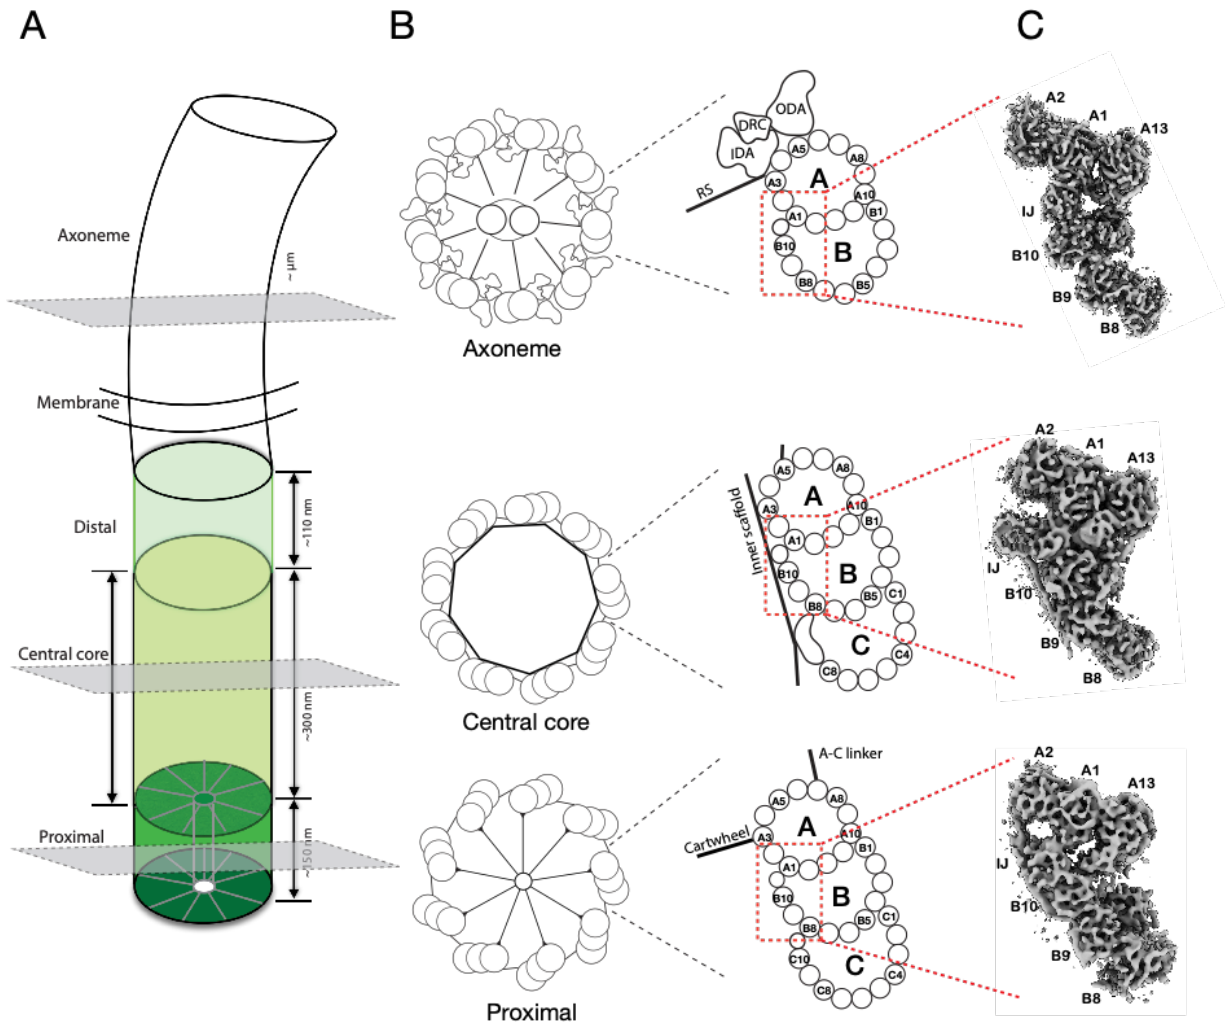 A
B
C
Axoneme
~μm
Membrane
Distal
~110 nm
Central core
~300 nm
Proximal
~150 nm
Axoneme
ODA
DRC
IDA
RS
A5
A8
A3
A
A10
A1
B1
B10
B
B8
B5
A2
A1
A13
IJ
B10
B9
B8
Central core
Inner scaffold
A5
A8
A
A3
A10
B1
A1
B10
B
B8
B5
C1
C
C8
C4
A2
A1
A13
IJ
B10
B9
B8
Proximal
A-C linker
Cartwheel
A5
A8
A
A3
A10
B1
A1
B10
B
B8
B5
C1
C10
C
C4
C8
A2
A1
A13
IJ
B10
B9
B8